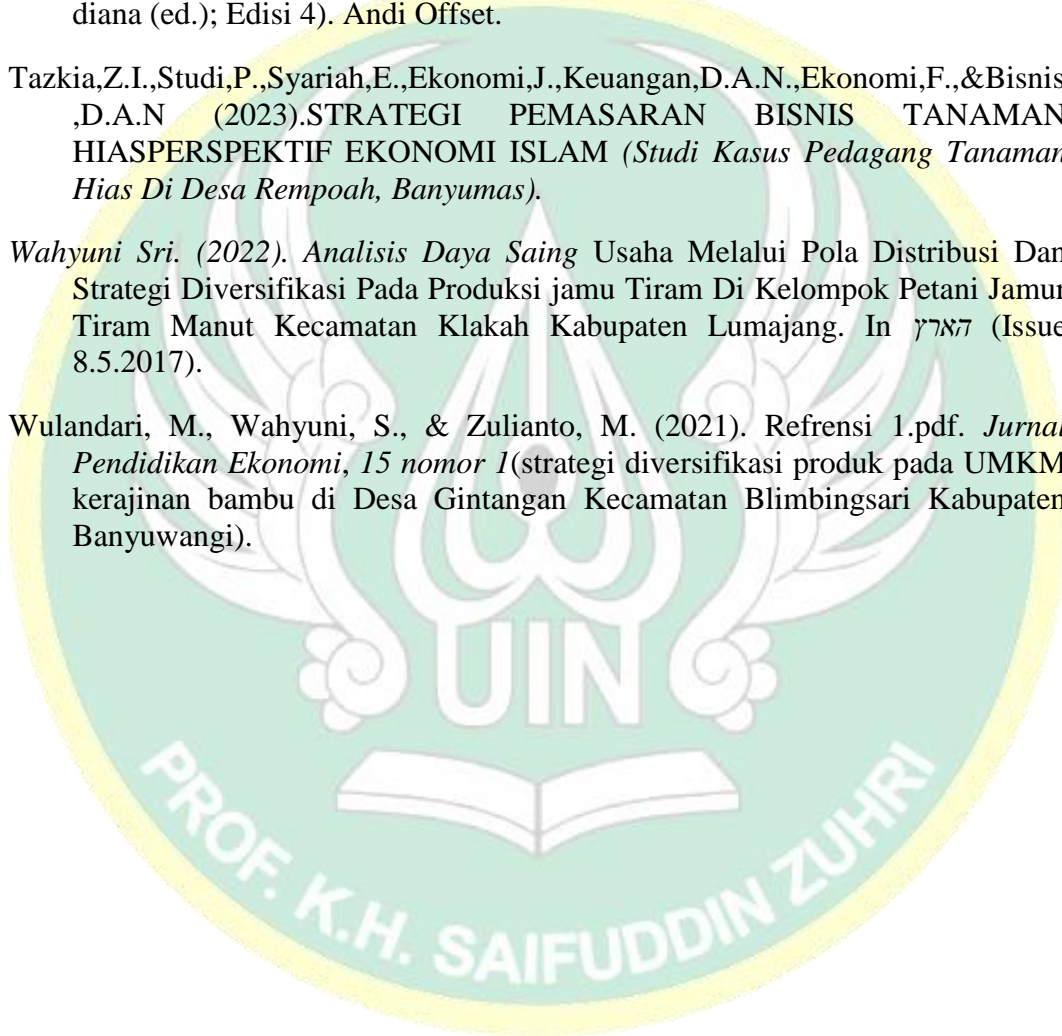 diana (ed.); Edisi 4). Andi Offset.
Tazkia,Z.I.,Studi,P.,Syariah,E.,Ekonomi,J.,Keuangan,D.A.N.,Ekonomi,F.,&Bisnis
,D.A.N (2023).STRATEGI PEMASARAN BISNIS TANAMAN
HIASPERSPEKTIF EKONOMI ISLAM (Studi Kasus Pedagang Tanaman
Hias Di Desa Rempoah, Banyumas).
Wahyuni Sri. (2022). Analisis Daya Saing Usaha Melalui Pola Distribusi Dan
Strategi Diversifikasi Pada Produksi jamu Tiram Di Kelompok Petani Jamur
Tiram Manut Kecamatan Klakah Kabupaten Lumajang. In הארץ (Issue
8.5.2017).
Wulandari, M., Wahyuni, S., & Zulianto, M. (2021). Refrensi 1.pdf. Jurnal
Pendidikan Ekonomi, 15 nomor 1(strategi diversifikasi produk pada UMKM
kerajinan bambu di Desa Gintangan Kecamatan Blimbingsari Kabupaten
Banyuwangi).
UIN
PROF. K.H. SAIFUDDIN ZUHRI